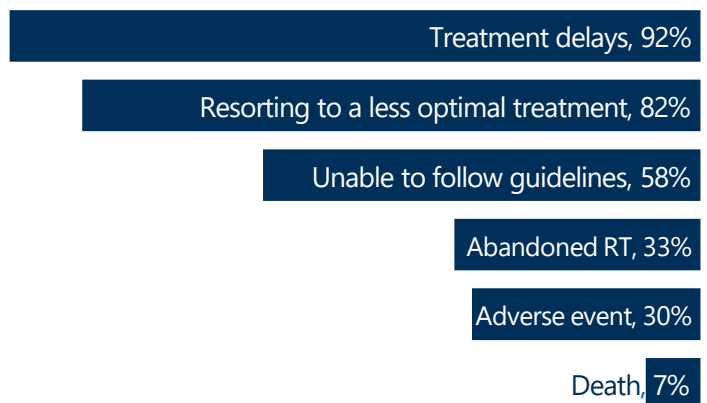 Treatment delays, 92%
Resorting to a less optimal treatment, 82%
Unable to follow guidelines, 58%
Abandoned RT, 33%
Adverse event, 30%
Death, 7%